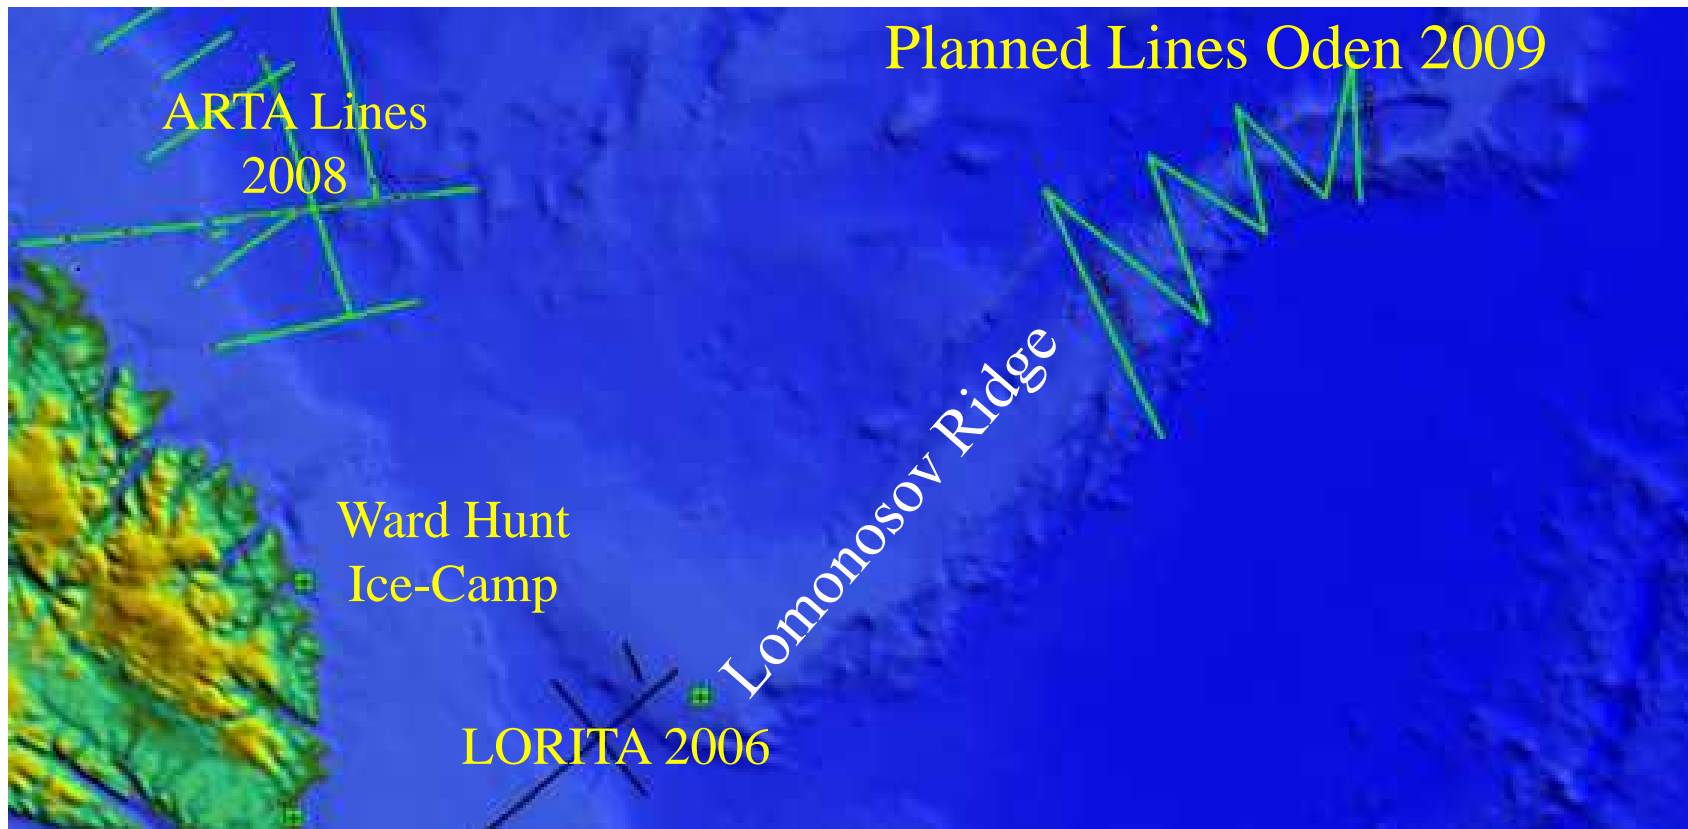 Planned Lines Oden 2009
ARTA Lines
2008
Lomonosov Ridge
Ward Hunt
Ice-Camp
LORITA 2006